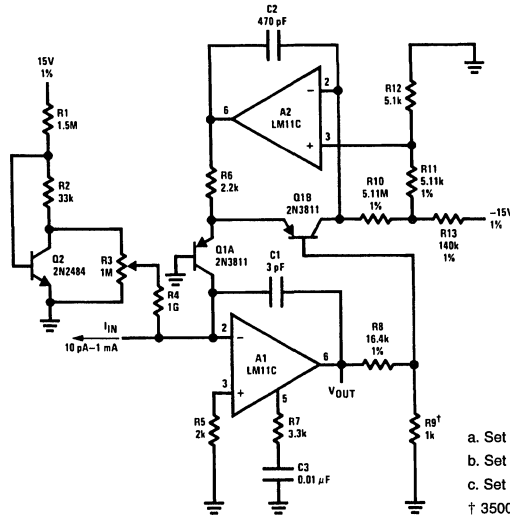 C2
470 pF
15V
1%
R1
1.5M
R2
33k
Q2
2N2484
R3
1M
R4
1G
IIN
10 pA–1 mA
6
2
3
A2
LM11C
R6
2.2k
Q1A
2N3811
Q1B
2N3811
R12
5.1k
R11
5.11k
1%
R10
5.11M
1%
R13
140k
1%
–15V
1%
C1
3 pF
2
3
5
6
A1
LM11C
VOUT
R8
16.4k
1%
R9†
1k
R5
2k
R7
3.3k
C3
0.01 µF
a. Set
b. Set
c. Set
† 3500